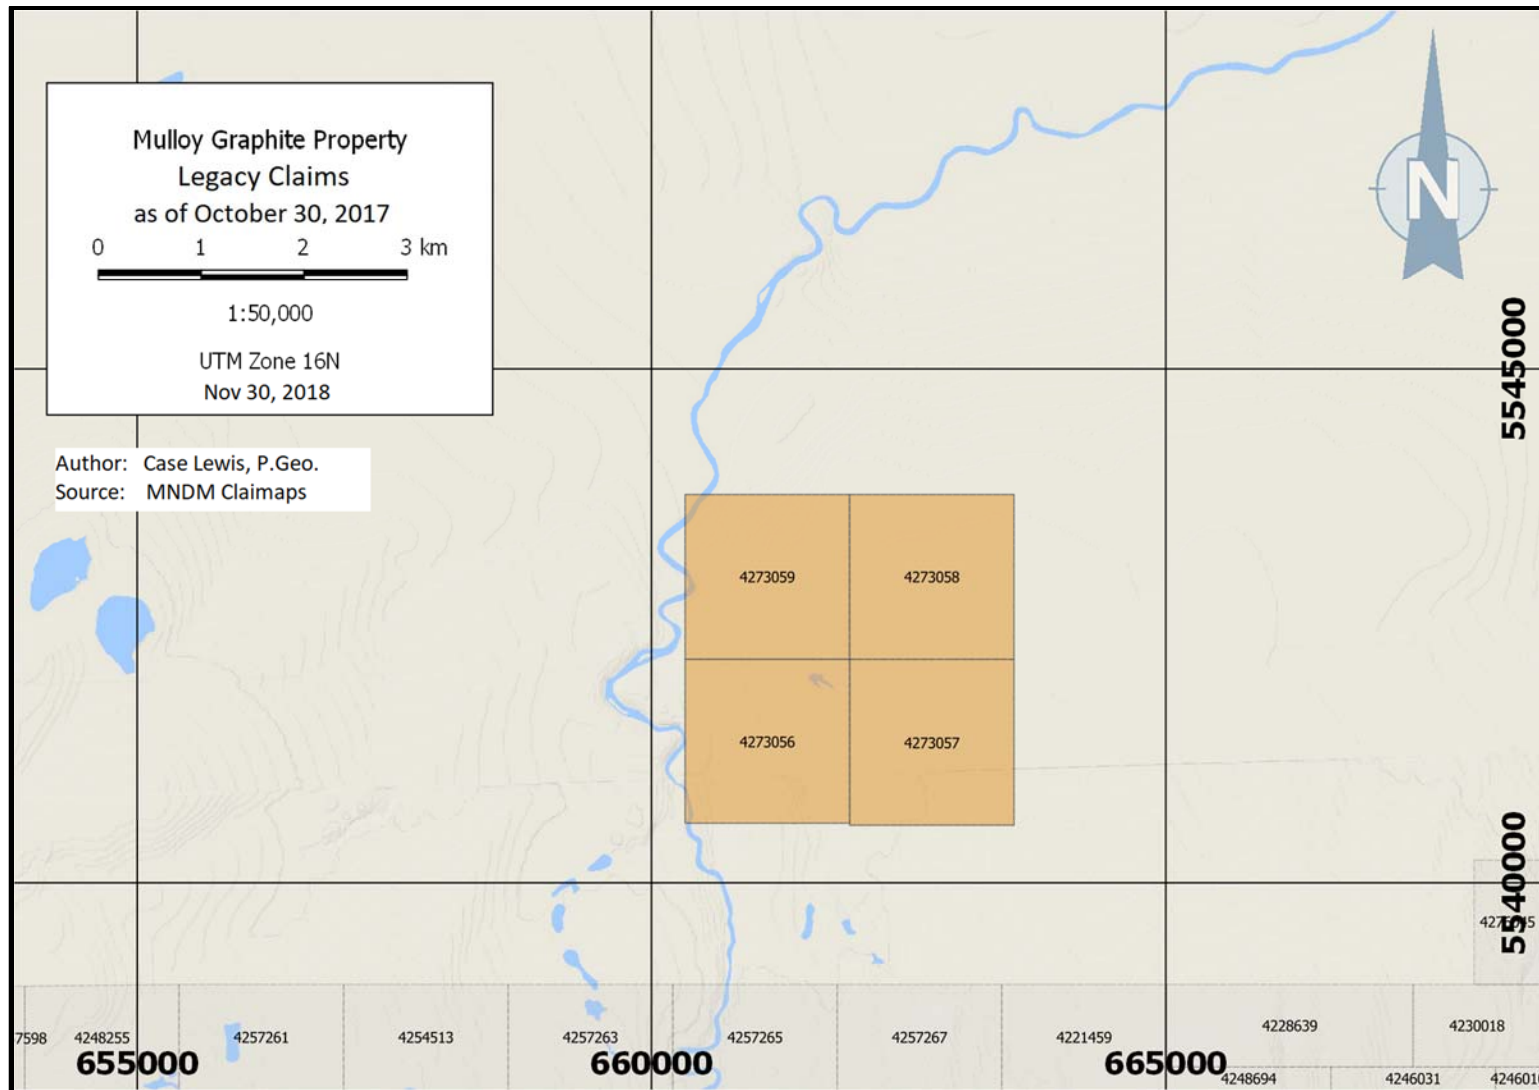 Mulloy Graphite Property
Legacy Claims
as of October 30, 2017
0 1 2 3 km
1:50,000
UTM Zone 16N
Nov 30, 2018
N
5545000
Author: Case Lewis, P.Geo.
Source: MNDM Claimaps
4273059 4273058
4273056 4273057
5540000
7598 4248255 4257261 4254513 4257263 4257265 4257267 4221459 4228639 4230018
655000 660000 665000
4248694 4246031